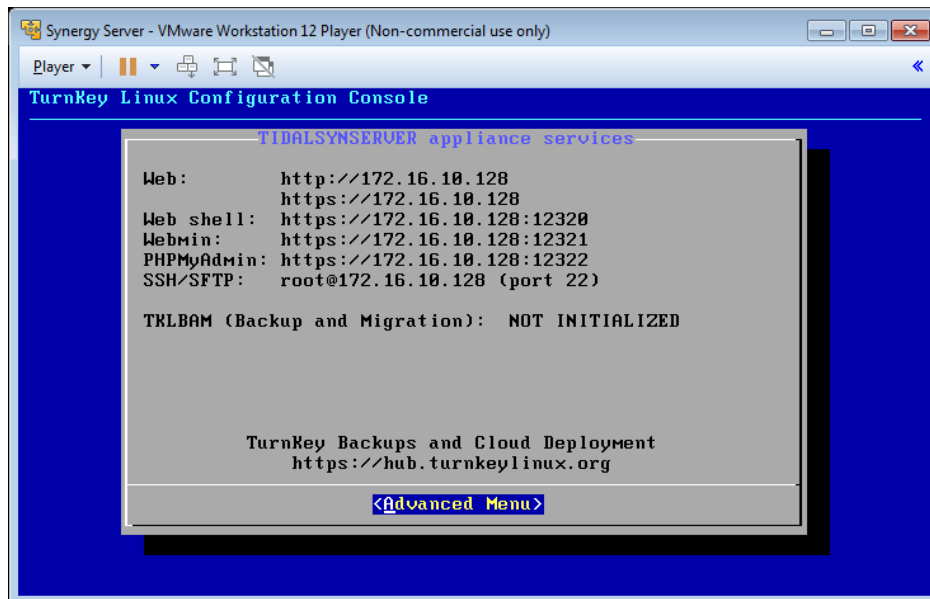 Synergy Server - VMware Workstation 12 Player (Non-commercial use only)
Player
TurnKey Linux Configuration Console
TIDALSYNSERVER appliance services
Web: http://172.16.10.128
https://172.16.10.128
Web shell: https://172.16.10.128:12320
Webmin: https://172.16.10.128:12321
PHPMyAdmin: https://172.16.10.128:12322
SSH/SFTP: root@172.16.10.128 (port 22)
TKLBAM (Backup and Migration): NOT INITIALIZED
TurnKey Backups and Cloud Deployment
https://hub.turnkeylinux.org
<Advanced Menu>